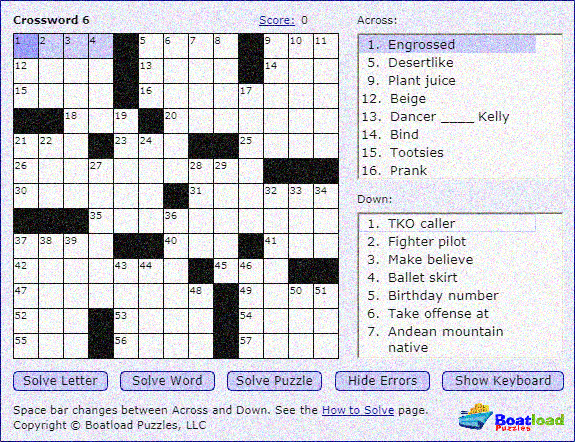 Crossword 6 Score: 0
1 2 3 4 5 6 7 8 9 10 11
12 13 14
15 16 17
18 19 20
21 22 23 24 25
26 27 28 29
30 31 32 33 34
35 36
37 38 39 40 41
42 43 44 45 46
47 48 49 50 51
52 53 54
55 56 57
Across:
1. Engrossed
5. Desertlike
9. Plant juice
12. Beige
13. Dancer ____ Kelly
14. Bind
15. Tootsies
16. Prank
Down:
1. TKO caller
2. Fighter pilot
3. Make believe
4. Ballet skirt
5. Birthday number
6. Take offense at
7. Andean mountain
native
Solve Letter Solve Word Solve Puzzle Hide Errors Show Keyboard
Space bar changes between Across and Down. See the How to Solve page.
Copyright © Boatload Puzzles, LLC
Boatload
Puzzles